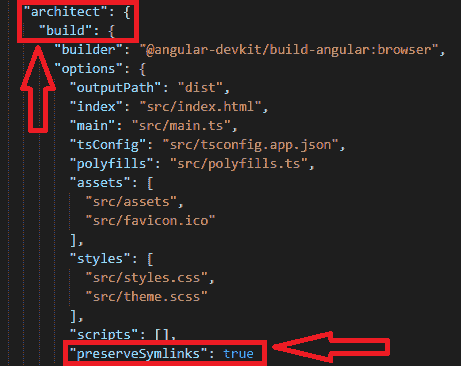 "architect": {
"build": {
"builder": "@angular-devkit/build-angular:browser",
"options": {
"outputPath": "dist",
"index": "src/index.html",
"main": "src/main.ts",
"tsConfig": "src/tsconfig.app.json",
"polyfills": "src/polyfills.ts",
"assets": [
"src/assets",
"src/favicon.ico"
],
"styles": [
"src/styles.css",
"src/theme.scss"
],
"scripts": [],
"preserveSymlinks": true